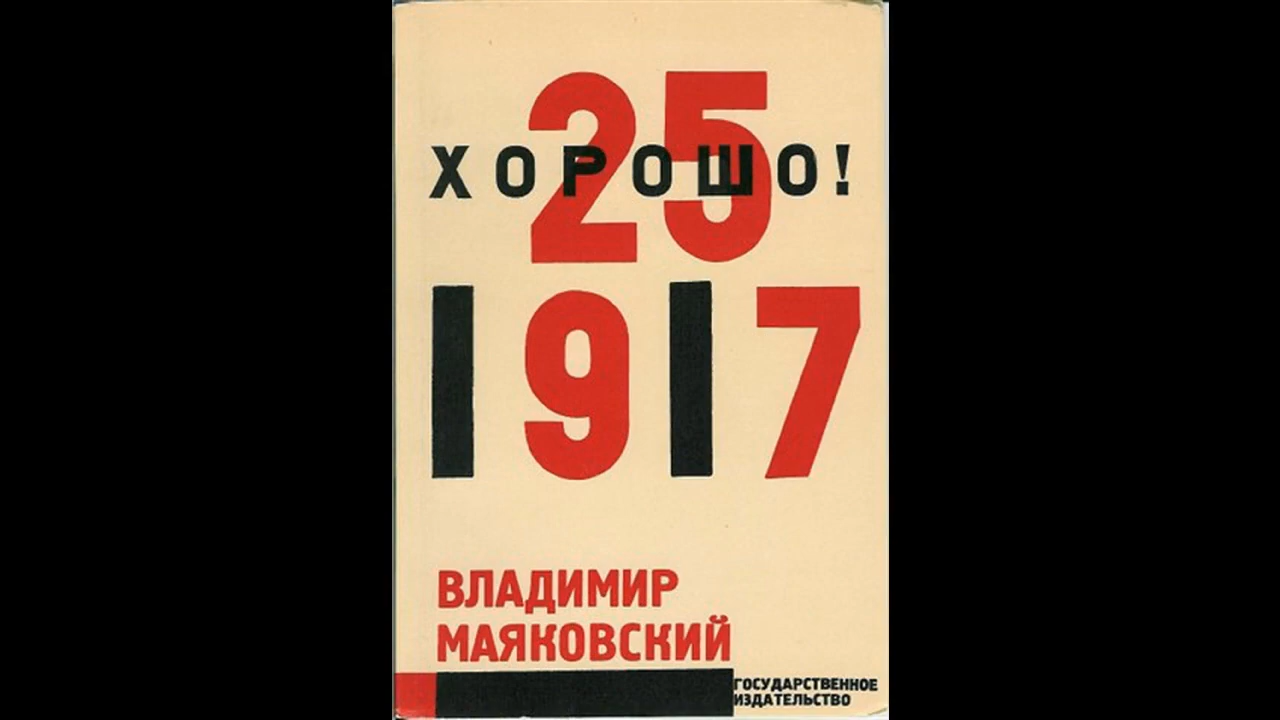 25
ХОРОШО!
1917
ВЛАДИМИР
МАЯКОВСКИЙ
ГОСУДАРСТВЕННОЕ
ИЗДАТЕЛЬСТВО